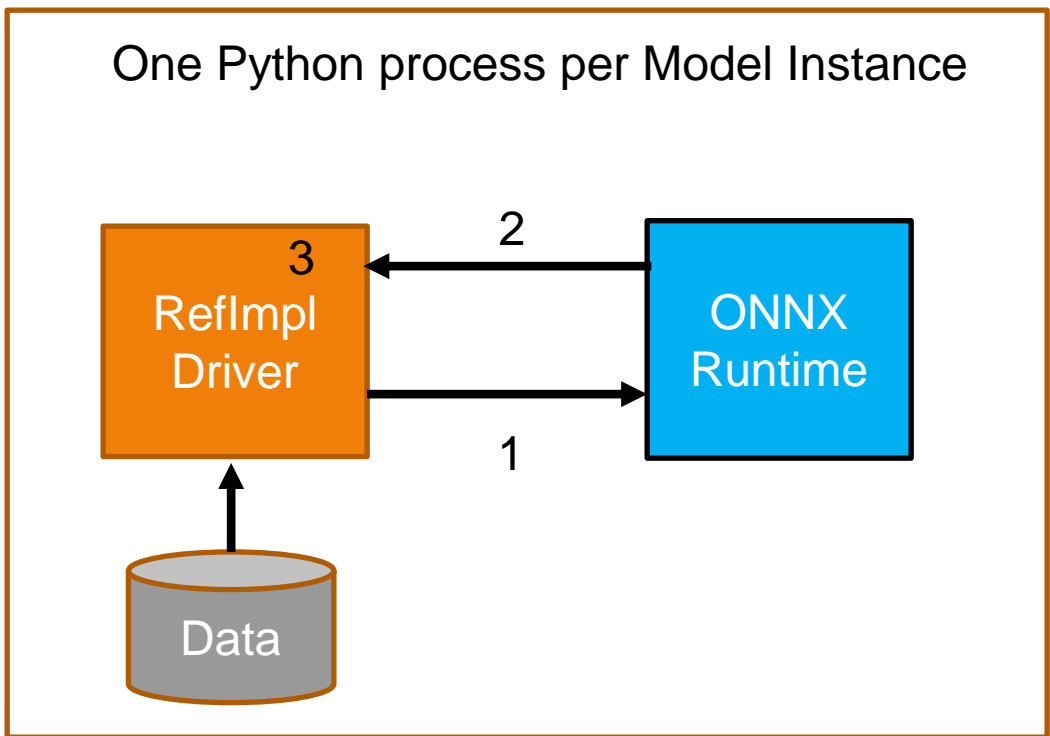 One Python process per Model Instance
2
3
RefImpl
Driver
ONNX
Runtime
1
Data